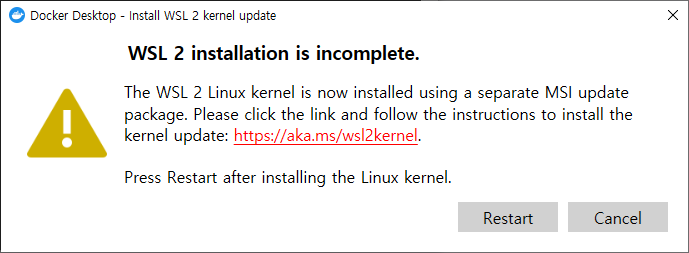 Docker Desktop - Install WSL 2 kernel update
WSL 2 installation is incomplete.
The WSL 2 Linux kernel is now installed using a separate MSI update
package. Please click the link and follow the instructions to install the
kernel update: https://aka.ms/wsl2kernel.
Press Restart after installing the Linux kernel.
Restart
Cancel